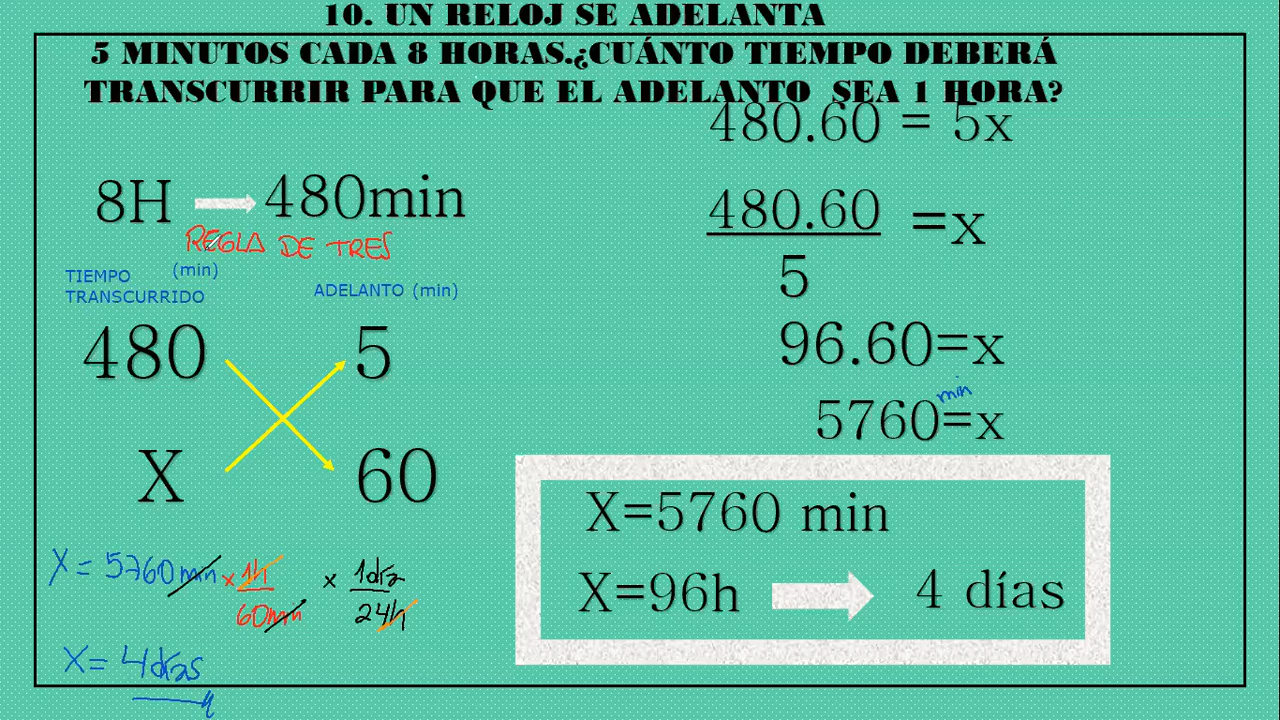 10. UN RELOJ SE ADELANTA
5 MINUTOS CADA 8 HORAS.¿CUÁNTO TIEMPO DEBERÁ
TRANSCURRIR PARA QUE EL ADELANTO SEA 1 HORA?
8H 480min
REGLA DE TRES
TIEMPO (min)
TRANSCURRIDO
ADELANTO (min)
480 5
X 60
X = 5760min x 1H x 1día
60min 24h
X= 4días
480.60 = 5x
480.60 =x
5
96.60=x
min
5760=x
X=5760 min
X=96h 4 días